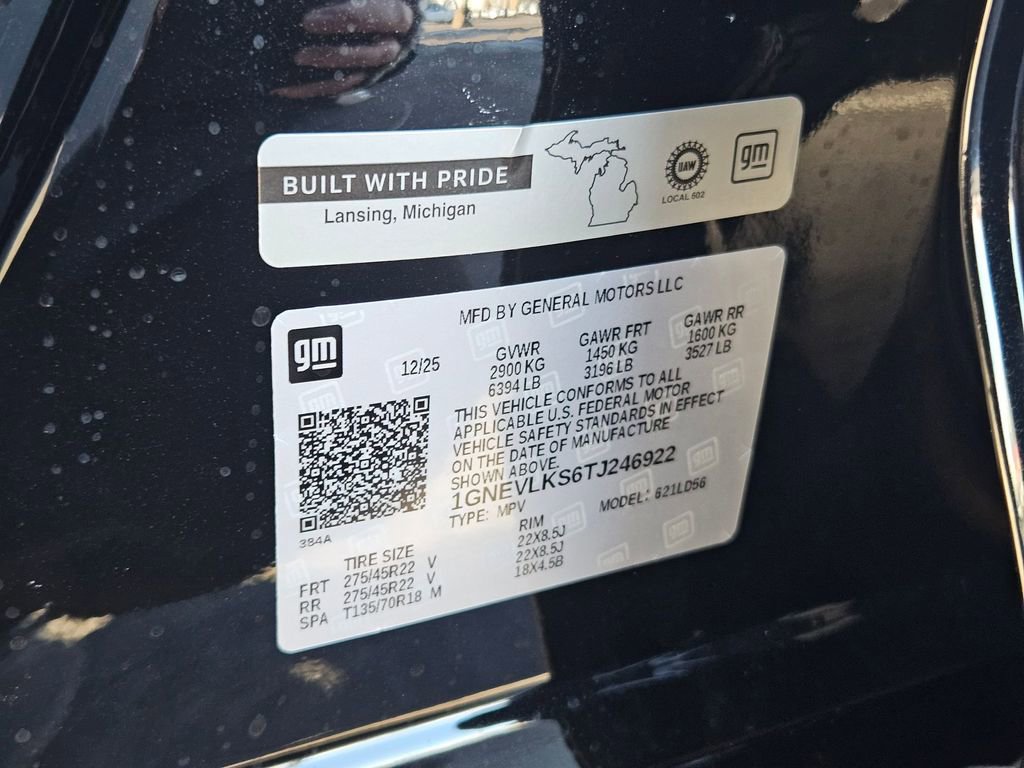 BUILT WITH PRIDE
Lansing, Michigan
UAW
LOCAL 602
gm
MFD BY GENERAL MOTORS LLC
gm
12/25
GVWR GAWR FRT GAWR RR
2900 KG 1450 KG 1600 KG
6394 LB 3196 LB 3527 LB
THIS VEHICLE CONFORMS TO ALL
APPLICABLE U.S. FEDERAL MOTOR
VEHICLE SAFETY STANDARDS IN EFFECT
ON THE DATE OF MANUFACTURE
SHOWN ABOVE.
1GNEVLKS6TJ246922
TYPE: MPV MODEL: 621LD56
384A
TIRE SIZE RIM
FRT 275/45R22 V 22X8.5J
RR 275/45R22 V 22X8.5J
SPA T135/70R18 M 18X4.5B